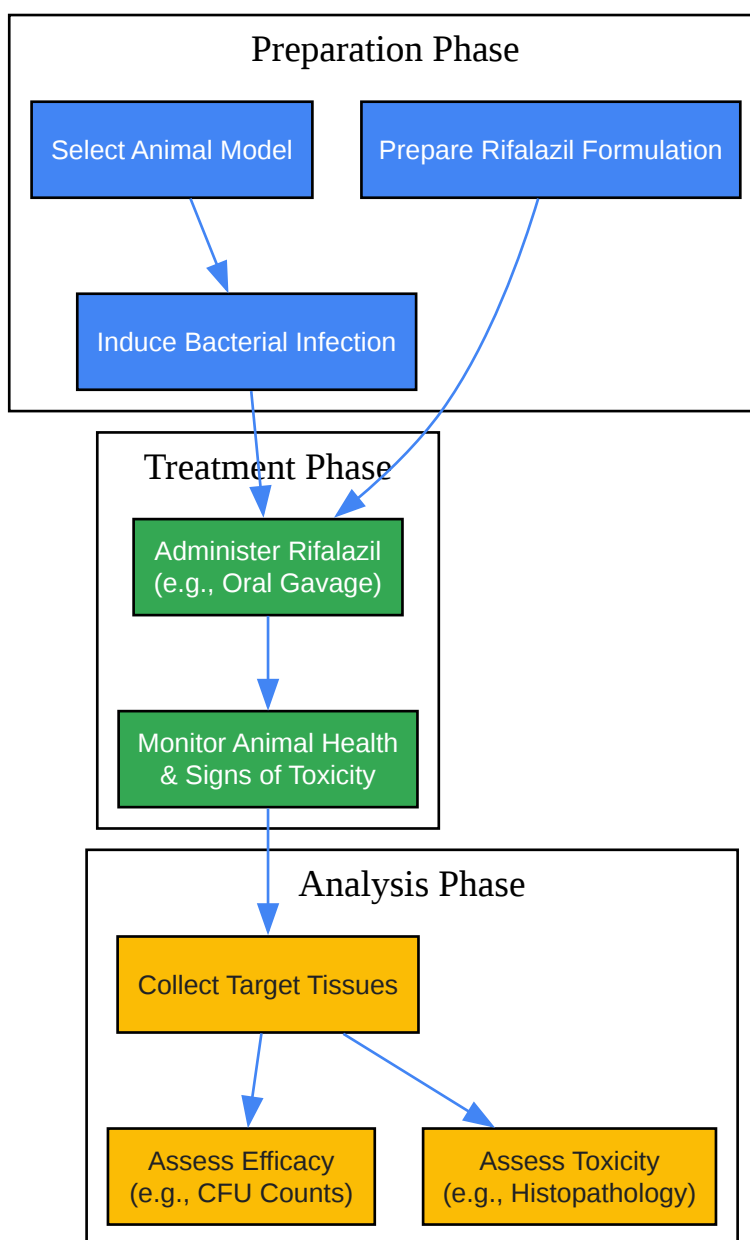 Preparation Phase
Select Animal Model
Prepare Rifalazil Formulation
Induce Bacterial Infection
Treatment Phase
Administer Rifalazil
(e.g., Oral Gavage)
Monitor Animal Health
& Signs of Toxicity
Analysis Phase
Collect Target Tissues
Assess Efficacy
(e.g., CFU Counts)
Assess Toxicity
(e.g., Histopathology)